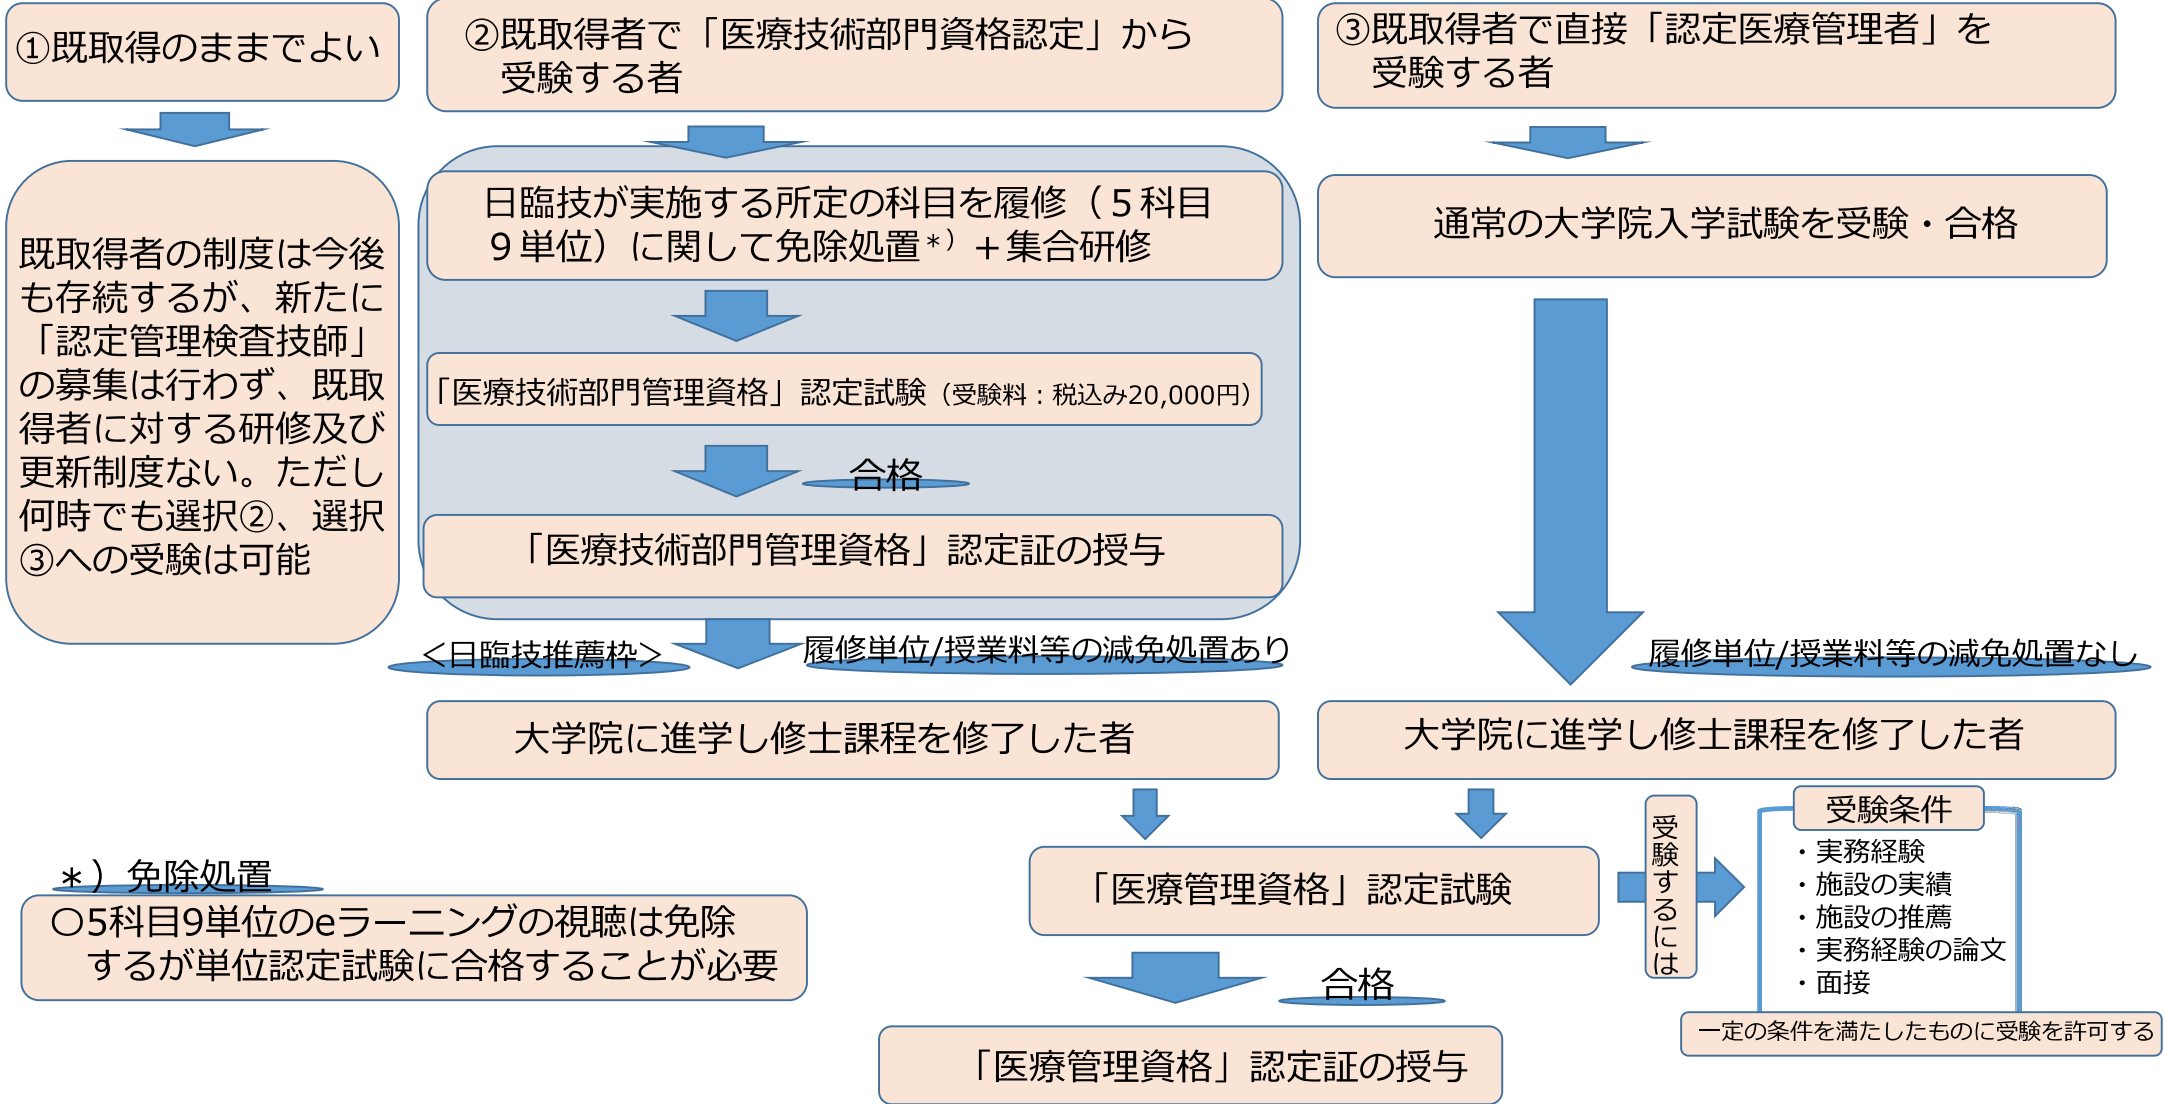 ①既取得のままでよい
既取得者の制度は今後
も存続するが、新たに
「認定管理検査技師」
の募集は行わず、既取
得者に対する研修及び
更新制度ない。ただし
何時でも選択②、選択
③への受験は可能
②既取得者で「医療技術部門資格認定」から
受験する者
日臨技が実施する所定の科目を履修（５科目
９単位）に関して免除処置＊）＋集合研修
「医療技術部門管理資格」認定試験（受験料：税込み20,000円）
合格
「医療技術部門管理資格」認定証の授与
＜日臨技推薦枠＞
履修単位/授業料等の減免処置あり
大学院に進学し修士課程を修了した者
③既取得者で直接「認定医療管理者」を
受験する者
通常の大学院入学試験を受験・合格
履修単位/授業料等の減免処置なし
大学院に進学し修士課程を修了した者
「医療管理資格」認定試験
受験するには
受験条件
・実務経験
・施設の実績
・施設の推薦
・実務経験の論文
・面接
一定の条件を満たしたものに受験を許可する
合格
「医療管理資格」認定証の授与
＊）免除処置
〇5科目9単位のeラーニングの視聴は免除
するが単位認定試験に合格することが必要